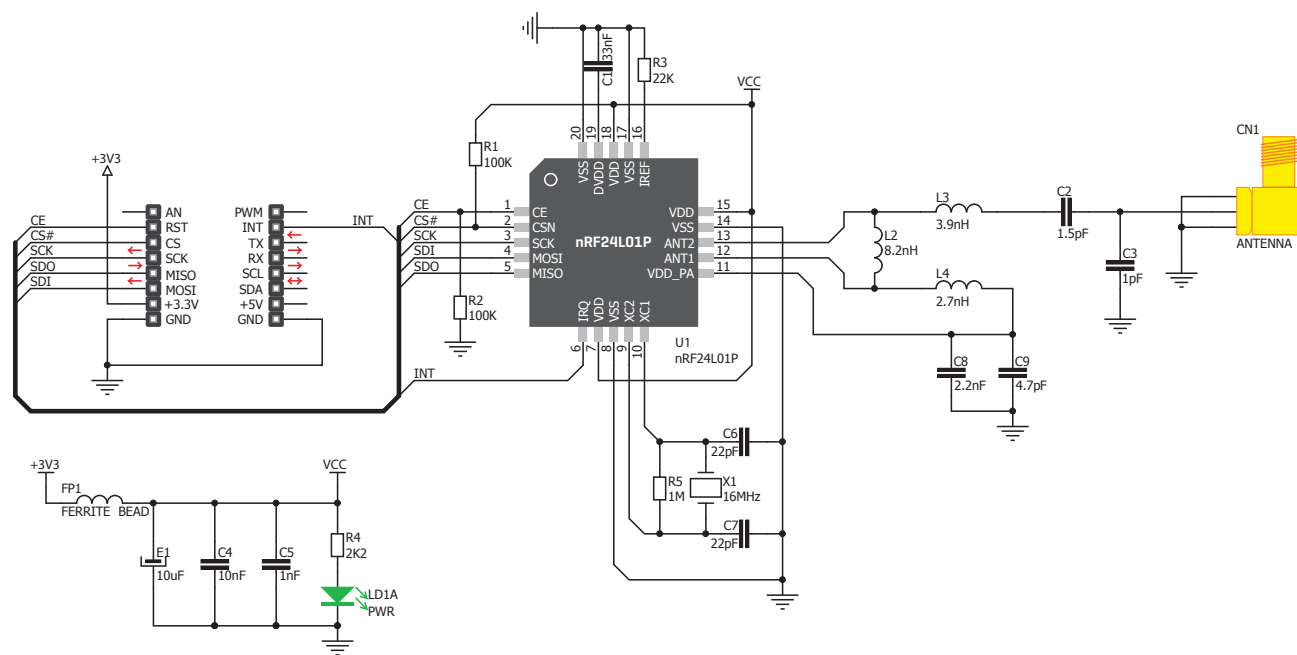 C1 33nF
R3
22K
VCC
CN1
ANTENNA
20
19
18
17
16
VSS
DVDD
VDD
VSS
IREF
R1
100K
+3V3
AN
RST
CS
SCK
MISO
MOSI
+3.3V
GND
PWM
INT
TX
RX
SCL
SDA
+5V
GND
CE
CS#
SCK
SDO
SDI
INT
CE
CS#
SCK
SDI
SDO
1
2
3
4
5
CE
CSN
SCK
MOSI
MISO
nRF24L01P
VDD
VSS
ANT2
ANT1
VDD_PA
15
14
13
12
11
IRQ
VDD
VSS
XC2
XC1
6
7
8
9
10
U1
nRF24L01P
R2
100K
INT
L2
8.2nH
L3
3.9nH
L4
2.7nH
C2
1.5pF
C3
1pF
C8
2.2nF
C9
4.7pF
C6
22pF
R5
1M
X1
16MHz
C7
22pF
+3V3
FP1
FERRITE BEAD
VCC
E1
10uF
C4
10nF
C5
1nF
R4
2K2
LD1A
PWR